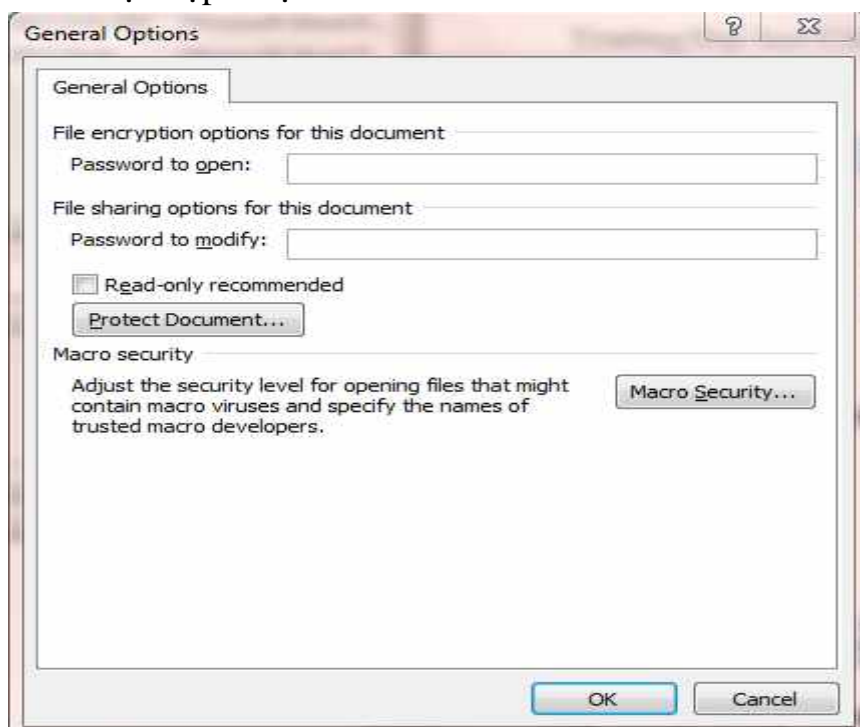 General Options
General Options
File encryption options for this document
Password to open:
File sharing options for this document
Password to modify:
Read-only recommended
Protect Document...
Macro security
Adjust the security level for opening files that might
contain macro viruses and specify the names of
trusted macro developers.
Macro Security...
OK
Cancel